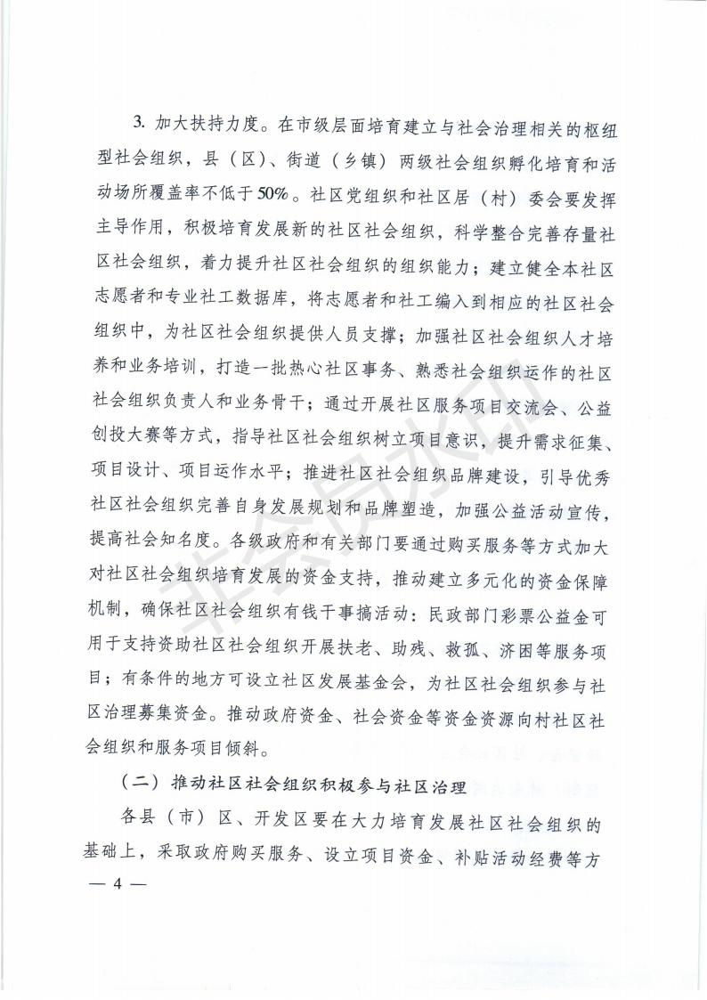 3. 加大扶持力度。在市级层面培育建立与社会治理相关的枢纽
型社会组织，县（区）、街道（乡镇）两级社会组织孵化培育和活
动场所覆盖率不低于50%。社区党组织和社区居（村）委会要发挥
主导作用，积极培育发展新的社区社会组织，科学整合完善存量社
区社会组织，着力提升社区社会组织的组织能力；建立健全本社区
志愿者和专业社工数据库，将志愿者和社工编入到相应的社区社会
组织中，为社区社会组织提供人员支撑；加强社区社会组织人才培
养和业务培训，打造一批热心社区事务、熟悉社会组织运作的社区
社会组织负责人和业务骨干；通过开展社区服务项目交流会、公益
创投大赛等方式，指导社区社会组织树立项目意识，提升需求征集、
项目设计、项目运作水平；推进社区社会组织品牌建设，引导优秀
社区社会组织完善自身发展规划和品牌塑造，加强公益活动宣传，
提高社会知名度。各级政府和有关部门要通过购买服务等方式加大
对社区社会组织培育发展的资金支持，推动建立多元化的资金保障
机制，确保社区社会组织有钱干事搞活动：民政部门彩票公益金可
用于支持资助社区社会组织开展扶老、助残、救孤、济困等服务项
目；有条件的地方可设立社区发展基金会，为社区社会组织参与社
区治理募集资金。推动政府资金、社会资金等资金资源向村社区社
会组织和服务项目倾斜。
（二）推动社区社会组织积极参与社区治理
各县（市）区、开发区要在大力培育发展社区社会组织的
基础上，采取政府购买服务、设立项目资金、补贴活动经费等方
— 4 —
非会员水印